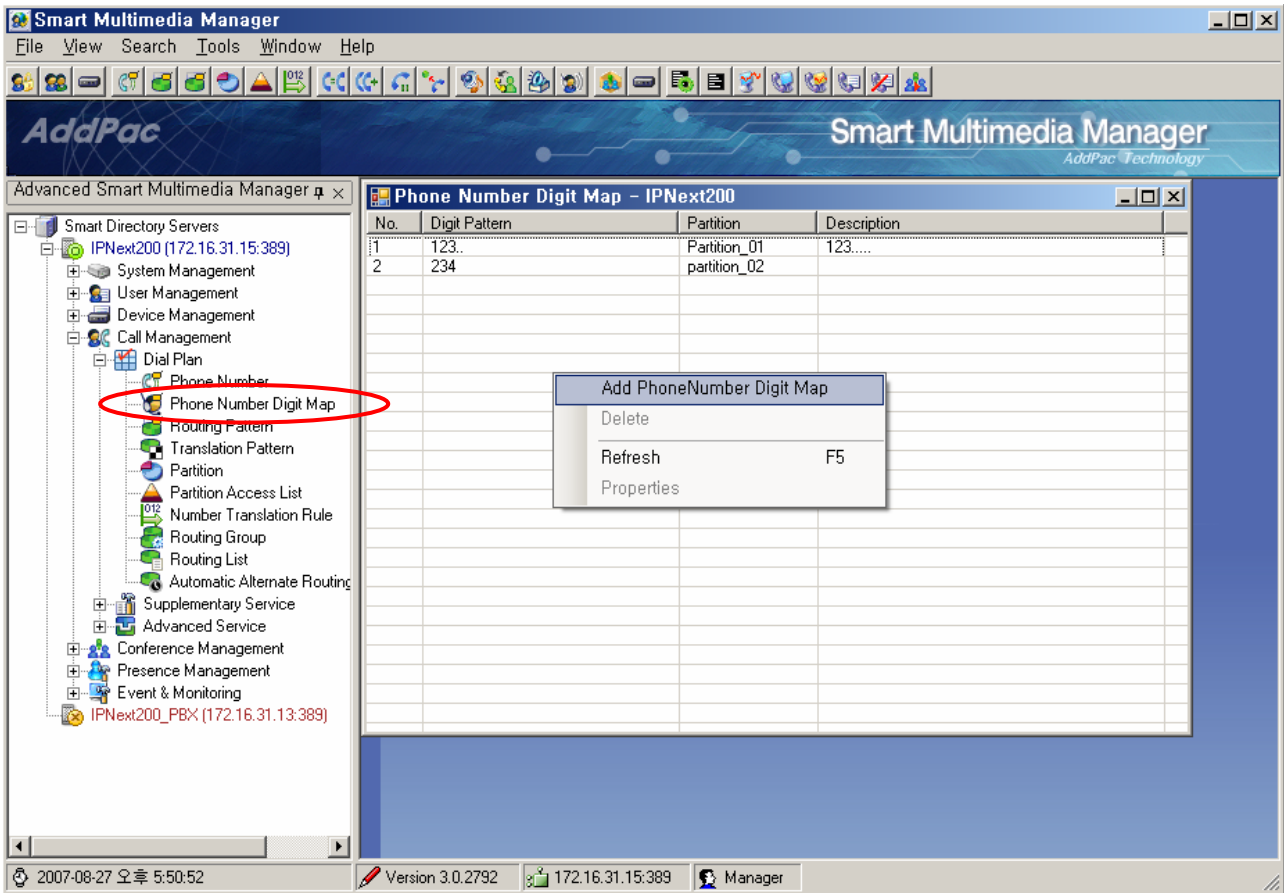 Smart Multimedia Manager
File View Search Tools Window Help
AddPac
Smart Multimedia Manager
AddPac Technology
Advanced Smart Multimedia Manager
Smart Directory Servers
IPNext200 (172.16.31.15:389)
System Management
User Management
Device Management
Call Management
Dial Plan
Phone Number
Phone Number Digit Map
Routing Pattern
Translation Pattern
Partition
Partition Access List
012 Number Translation Rule
Routing Group
Routing List
Automatic Alternate Routing
Supplementary Service
Advanced Service
Conference Management
Presence Management
Event & Monitoring
IPNext200_PBX (172.16.31.13:389)
Phone Number Digit Map - IPNext200
No. Digit Pattern Partition Description
1 123.. Partition_01 123.....
2 234 partition_02
Add PhoneNumber Digit Map
Delete
Refresh F5
Properties
2007-08-27 오후 5:50:52 Version 3.0.2792 172.16.31.15:389 Manager